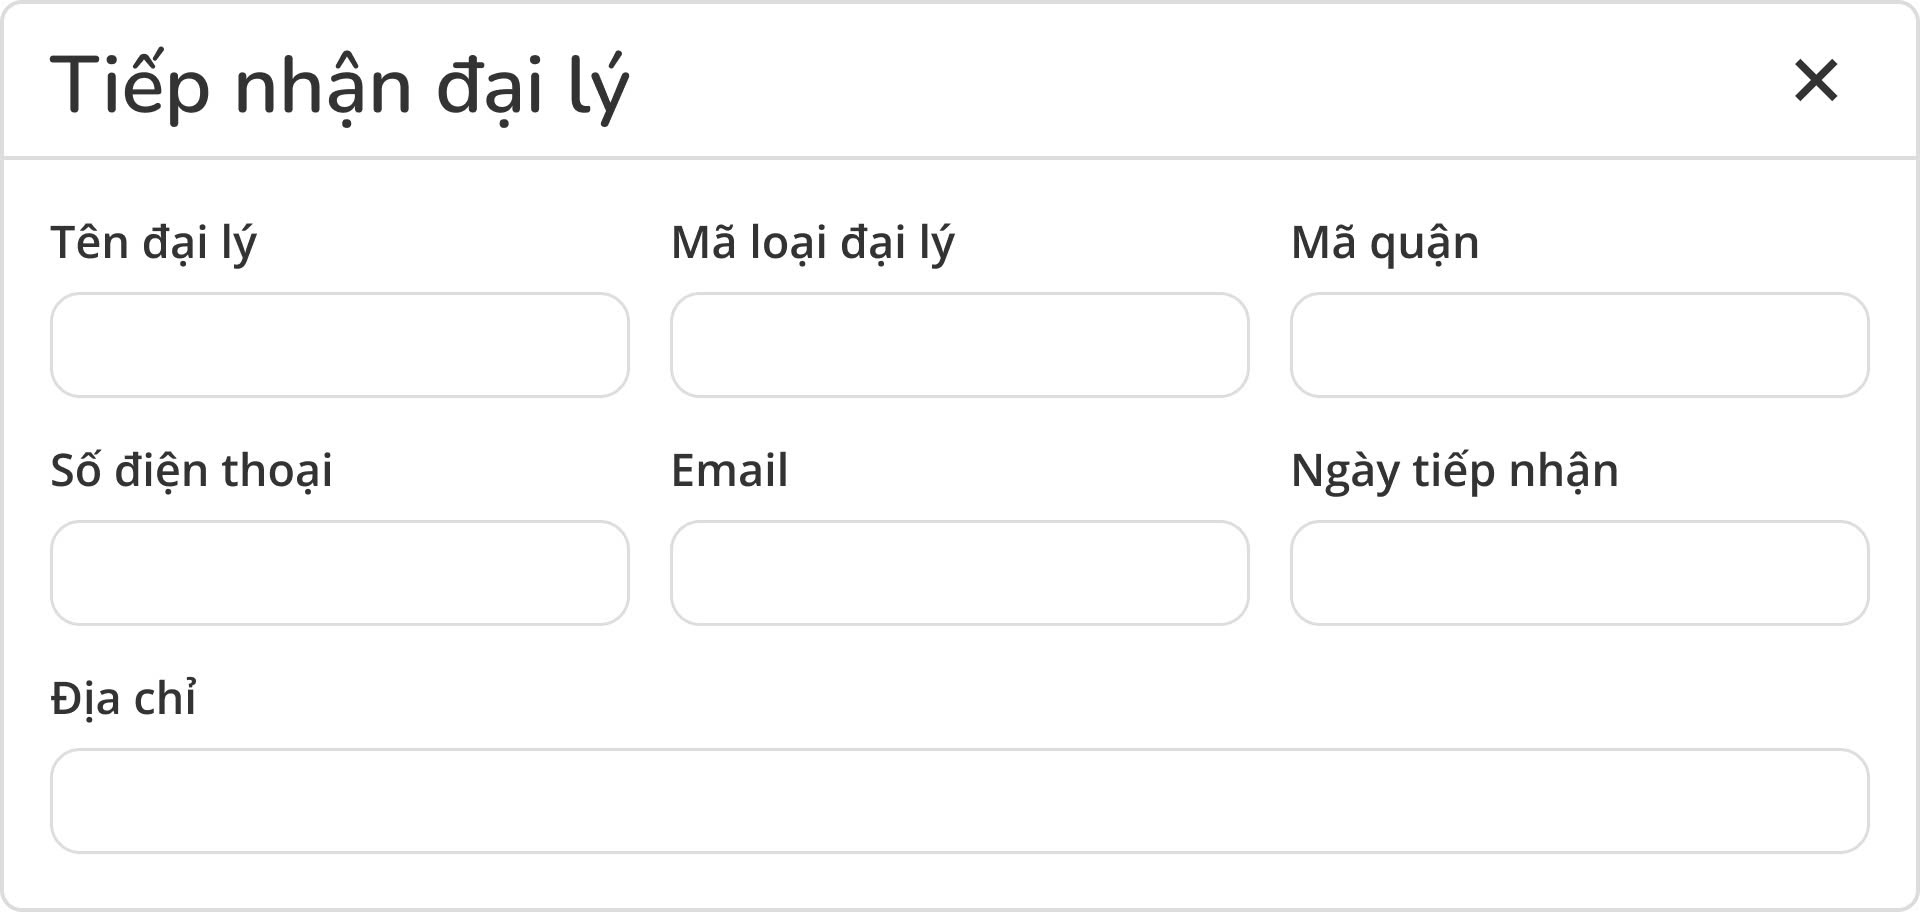 Tiếp nhận đại lý
Tên đại lý
Mã loại đại lý
Mã quận
Số điện thoại
Email
Ngày tiếp nhận
Địa chỉ